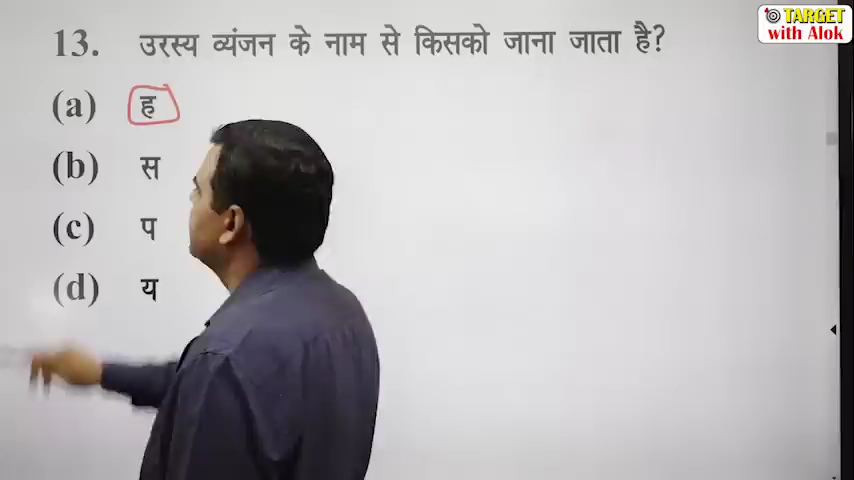 TARGET
with Alok
13. उरस्य व्यंजन के नाम से किसको जाना जाता है?
(a) ह
(b) स
(c) प
(d) य